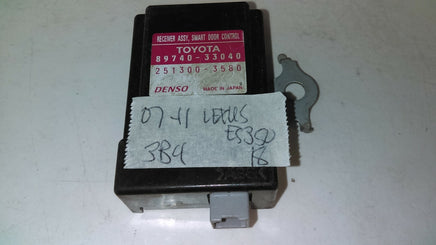 RECEIVER ASSY, SMART DOOR CONTROL
TOYOTA
89740-33040
251300-3580
DENSO MADE IN JAPAN
07-11 LEXUS
ES350
3B4 18